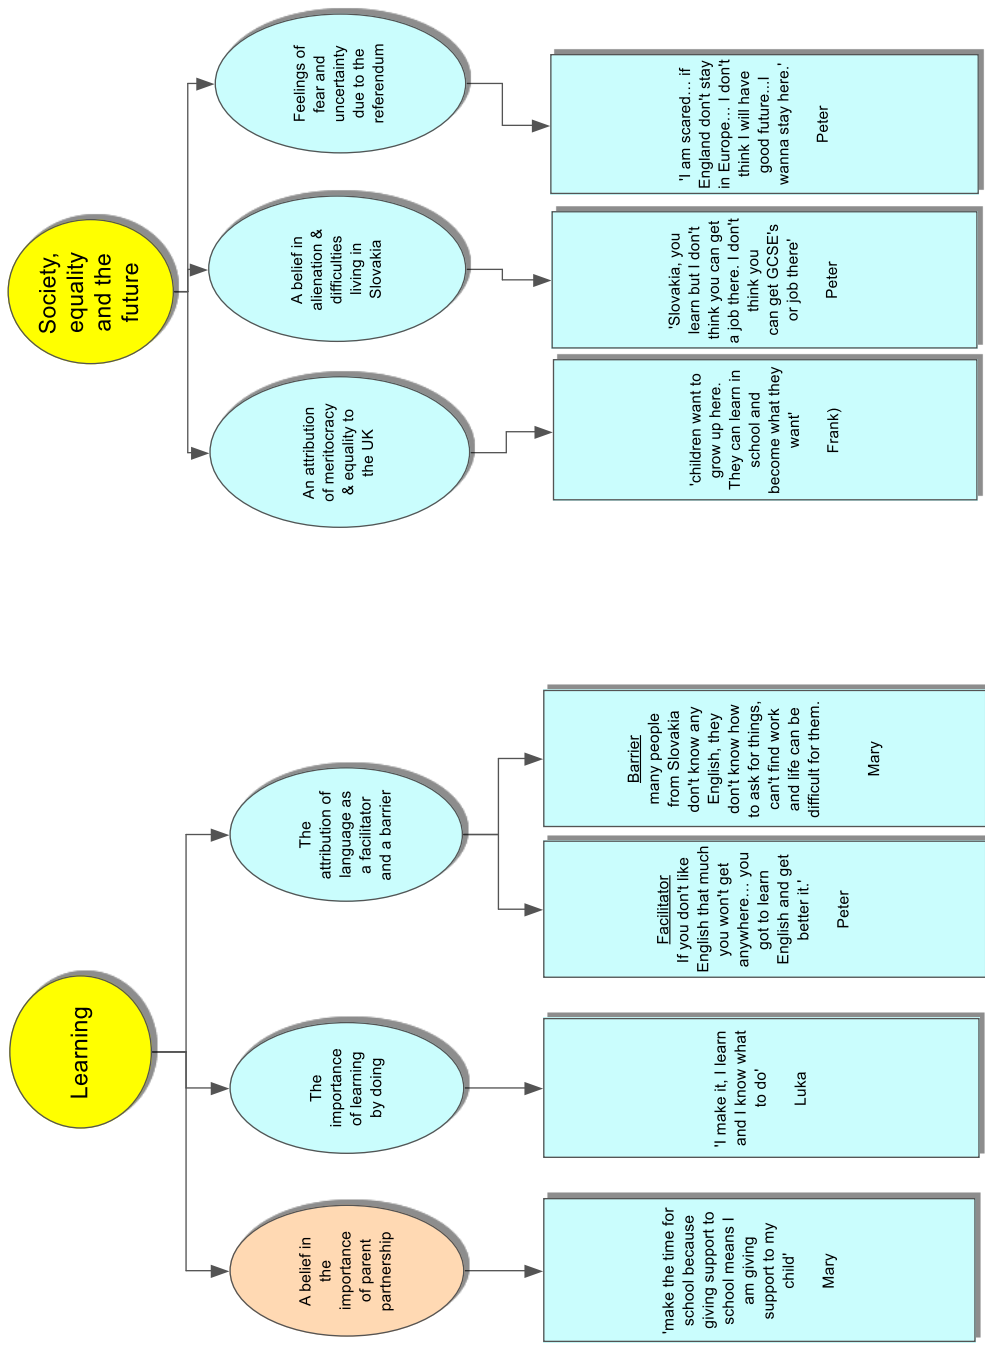 Learning
A belief in
the
importance
of parent
partnership
The
importance
of learning
by doing
The
attribution of
language as
a facilitator
and a barrier
'make the time for
school because
giving support to
school means I
am giving
support to my
child'
Mary
'I make it, I learn
and I know what
to do'
Luka
Facilitator
If you don't like
English that much
you won't get
anywhere… you
got to learn
English and get
better it.'
Peter
Barrier
many people
from Slovakia
don't know any
English, they
don't know how
to ask for things,
can't find work
and life can be
difficult for them.
Mary
Society,
equality
and the
future
An attribution
of meritocracy
& equality to
the UK
A belief in
alienation &
difficulties
living in
Slovakia
Feelings of
fear and
uncertainty
due to the
referendum
'children want to
grow up here.
They can learn in
school and
become what they
want'
Frank)
'Slovakia, you
learn but I don't
think you can get
a job there. I don't
think you
can get GCSE's
or job there'
Peter
'I am scared… if
England don't stay
in Europe… I don't
think I will have
good future...I
wanna stay here.'
Peter